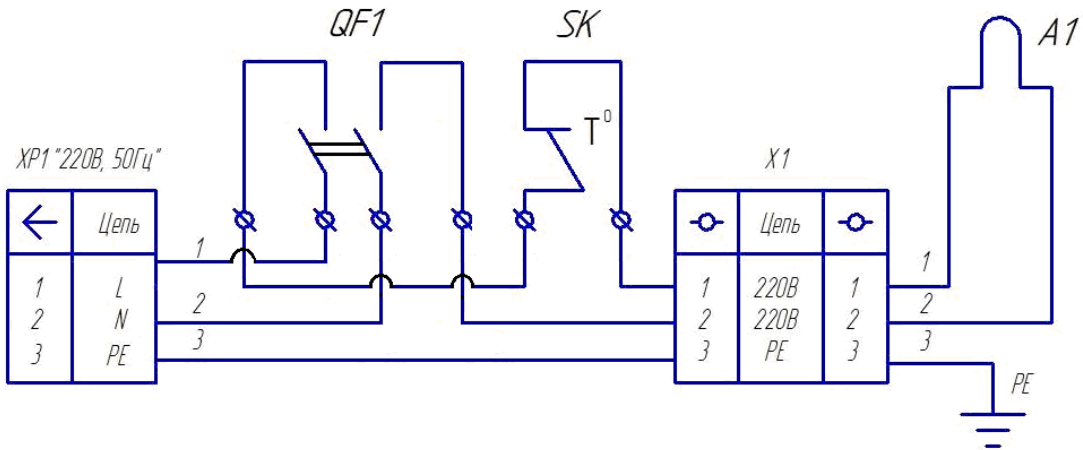 QF1 SK A1
T°
XP1 "220В, 50Гц" X1
Цепь Цепь
1 1
1 L 1 220В 1
2 2
2 N 2 220В 2
3 3
3 PE 3 PE 3
PE